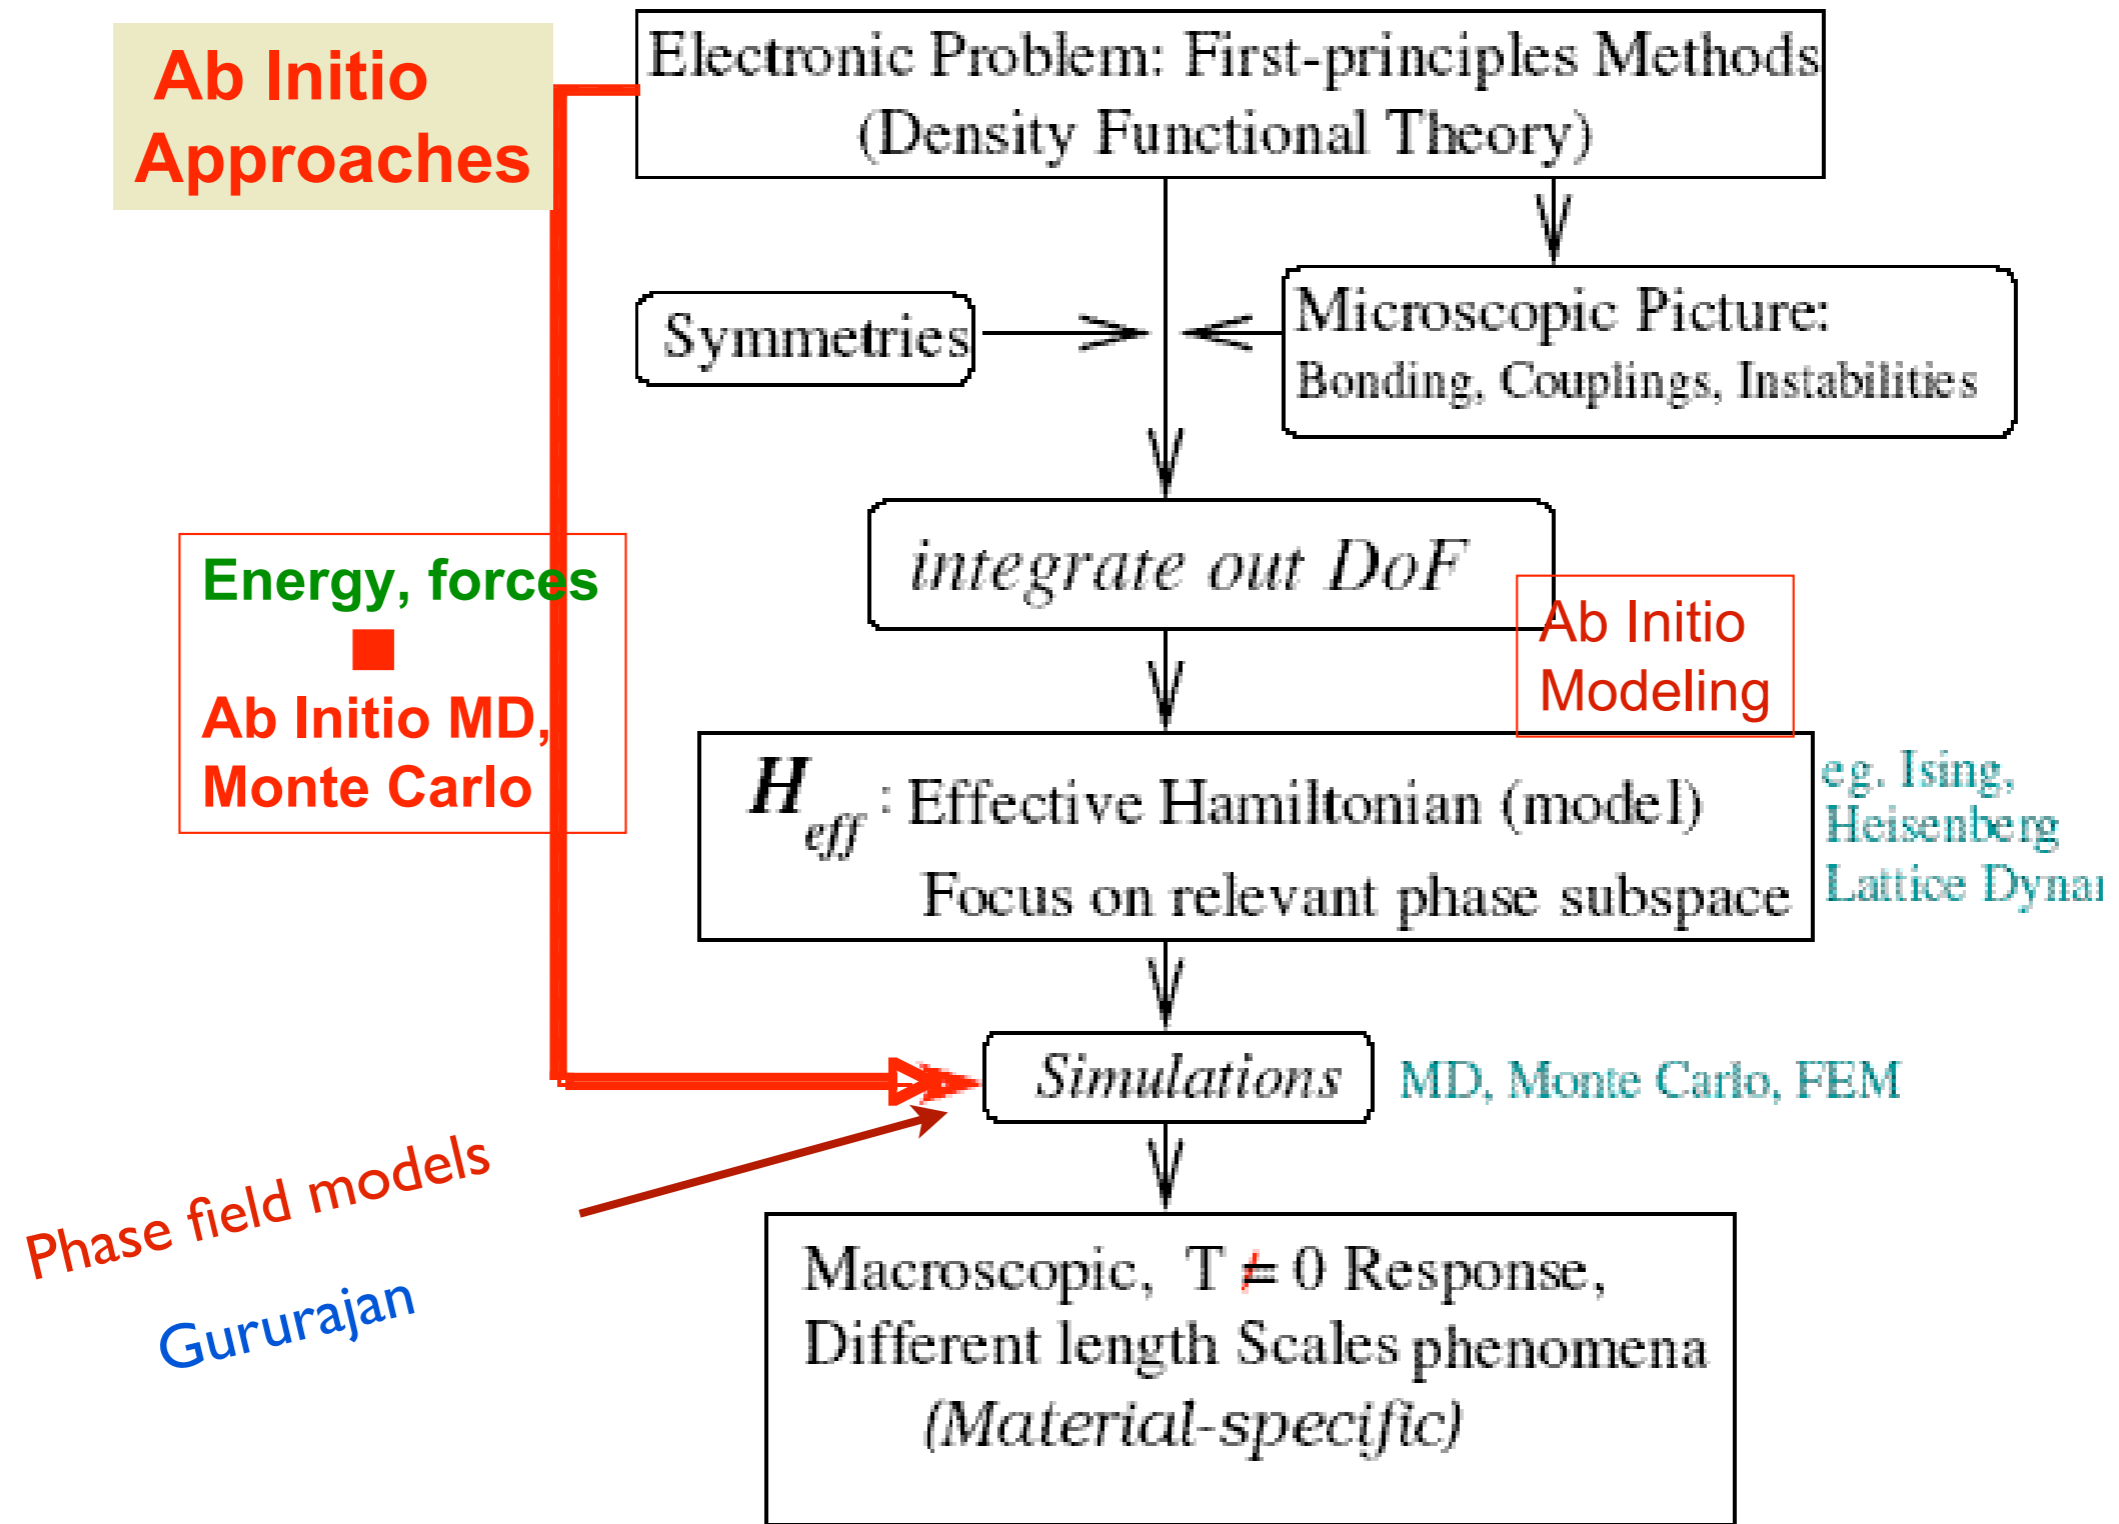 Ab Initio
Approaches
Electronic Problem: First-principles Methods
(Density Functional Theory)
Symmetries
Microscopic Picture:
Bonding, Couplings, Instabilities
integrate out DoF
Ab Initio
Modeling
Energy, forces
Ab Initio MD,
Monte Carlo
H eff : Effective Hamiltonian (model)
Focus on relevant phase subspace
eg. Ising,
Heisenberg
Lattice
Simulations
MD, Monte Carlo, FEM
Phase field models
Gururajan
Macroscopic, T ≠ 0 Response,
Different length Scales phenomena
(Material-specific)